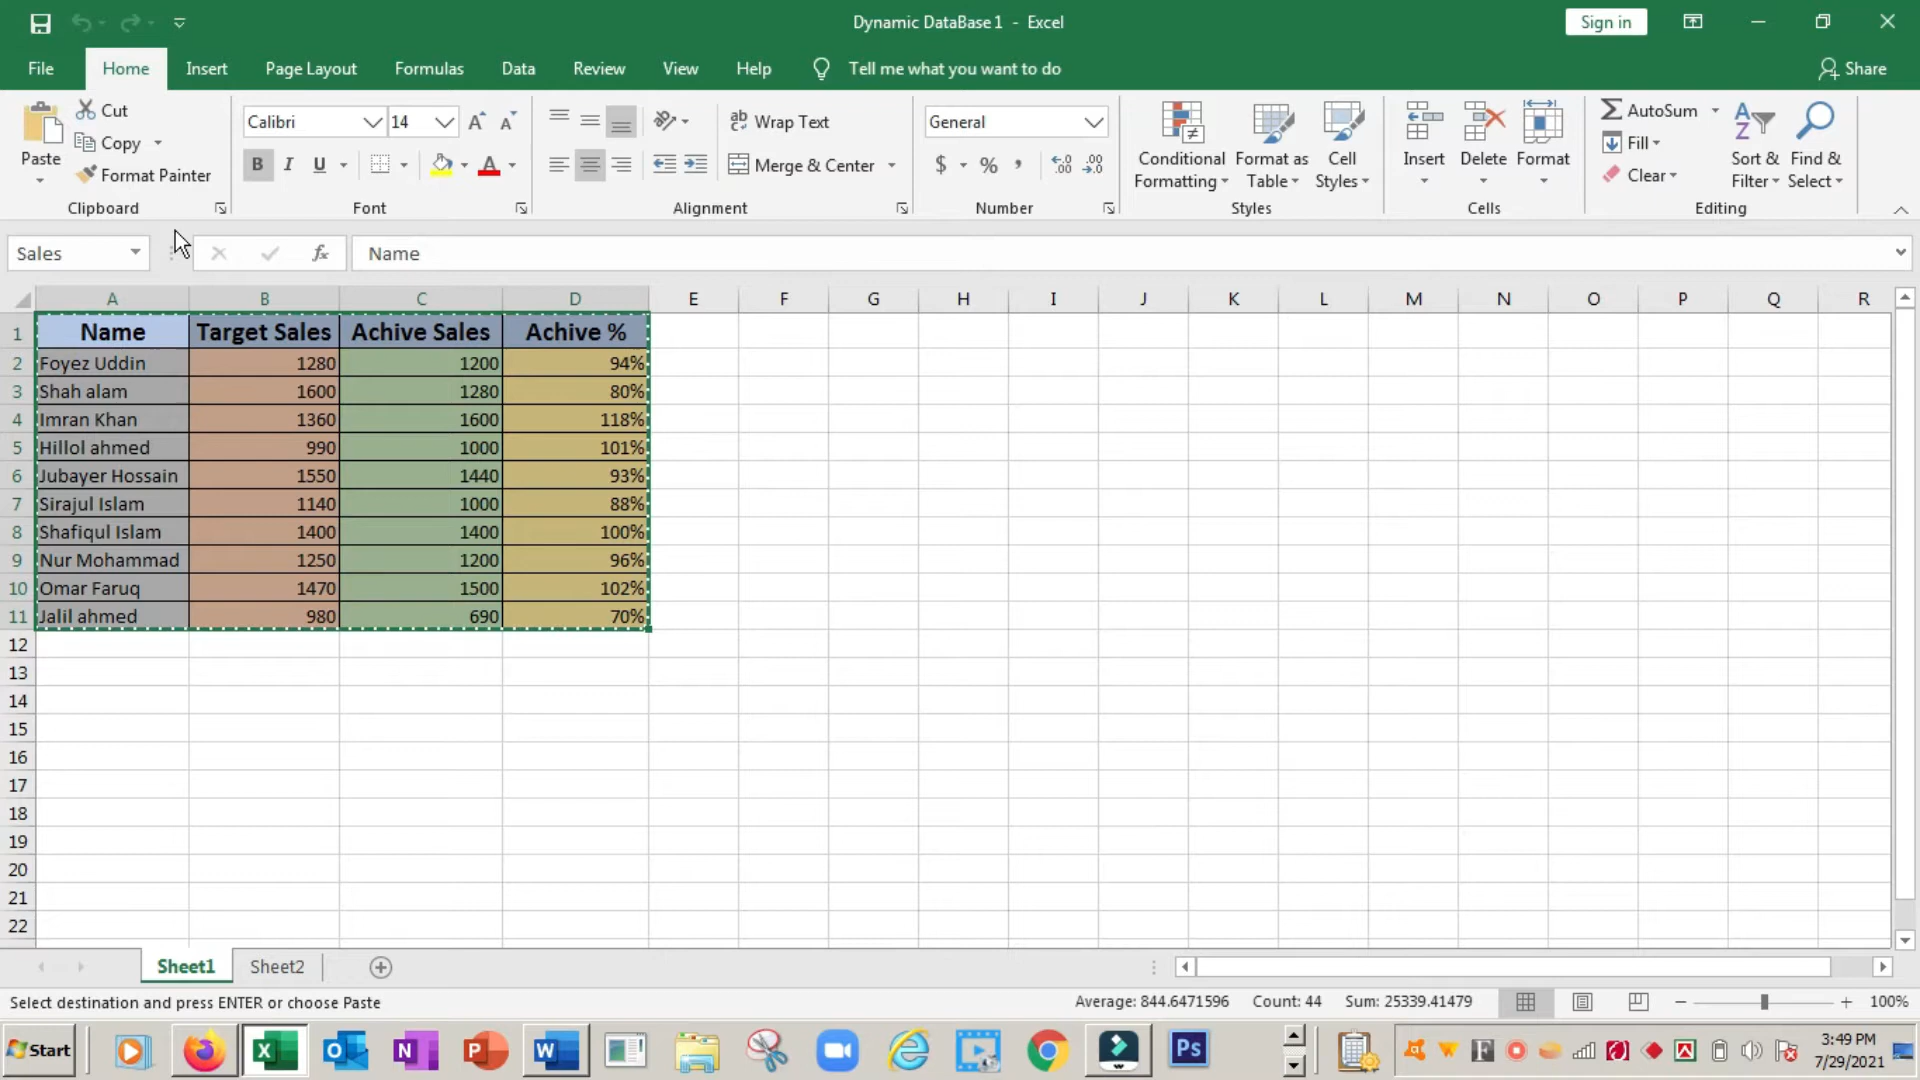 Dynamic DataBase1 - Excel
Sign in
File Home Insert Page Layout Formulas Data Review View Help Tell me what you want to do Share
Paste Cut Copy Format Painter Clipboard
Calibri 14 B I U A Font
Wrap Text Merge & Center Alignment
General $ % , Number
Conditional Formatting Format as Table Cell Styles Styles
Insert Delete Format Cells
AutoSum Fill Clear Sort & Filter Find & Select Editing
Sales fx Name
A B C D E F G H I J K L M N O P Q R
1 Name Target Sales Achive Sales Achive %
2 Foyez Uddin 1280 1200 94%
3 Shah alam 1600 1280 80%
4 Imran Khan 1360 1600 118%
5 Hillol ahmed 990 1000 101%
6 Jubayer Hossain 1550 1440 93%
7 Sirajul Islam 1140 1000 88%
8 Shafiqul Islam 1400 1400 100%
9 Nur Mohammad 1250 1200 96%
10 Omar Faruq 1470 1500 102%
11 Jalil ahmed 980 690 70%
12
13
14
15
16
17
18
19
20
21
22
Sheet1 Sheet2
Select destination and press ENTER or choose Paste Average: 844.6471596 Count: 44 Sum: 25339.41479 100%
Start Ps 3:49 PM
7/29/2021